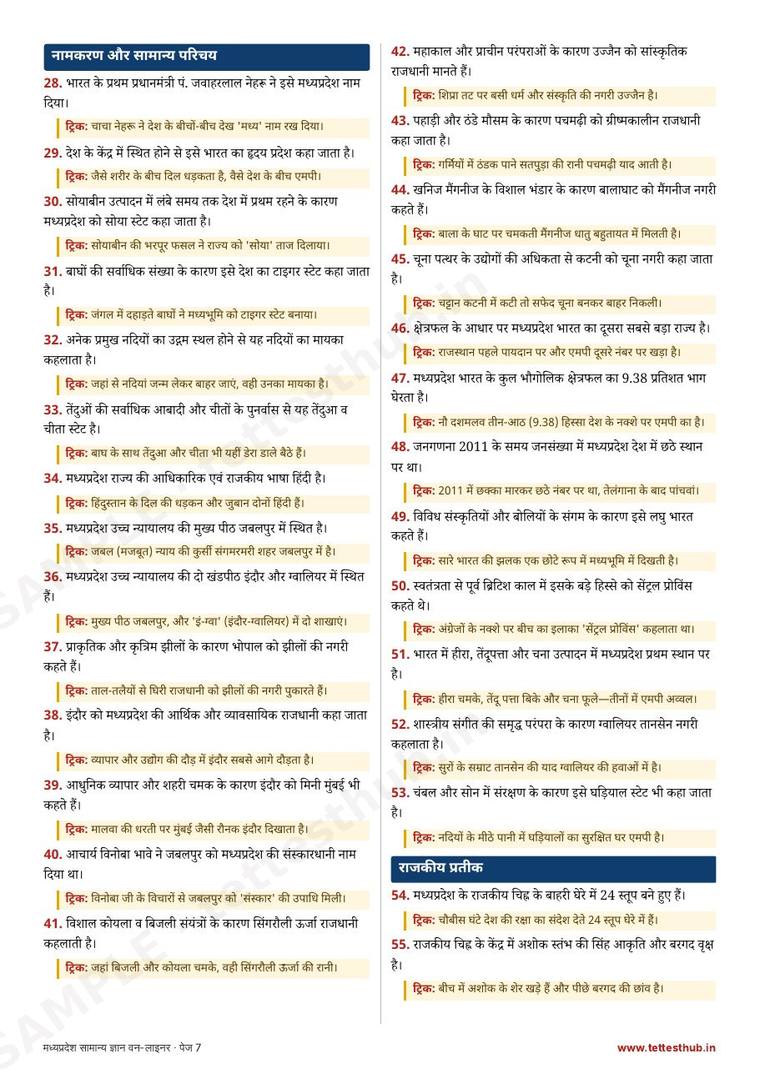 नामकरण और सामान्य परिचय
28. भारत के प्रथम प्रधानमंत्री पं. जवाहरलाल नेहरू ने इसे मध्यप्रदेश नाम
दिया।
ट्रिक: चाचा नेहरू ने देश के बीचों-बीच देख 'मध्य' नाम रख दिया।
29. देश के केंद्र में स्थित होने से इसे भारत का हृदय प्रदेश कहा जाता है।
ट्रिक: जैसे शरीर के बीच दिल धड़कता है, वैसे देश के बीच एमपी।
30. सोयाबीन उत्पादन में लंबे समय तक देश में प्रथम रहने के कारण
मध्यप्रदेश को सोया स्टेट कहा जाता है।
ट्रिक: सोयाबीन की भरपूर फसल ने राज्य को 'सोया' ताज दिलाया।
31. बाघों की सर्वाधिक संख्या के कारण इसे देश का टाइगर स्टेट कहा जाता
है।
ट्रिक: जंगल में दहाड़ते बाघों ने मध्यभूमि को टाइगर स्टेट बनाया।
32. अनेक प्रमुख नदियों का उद्गम स्थल होने से यह नदियों का मायका
कहलाता है।
ट्रिक: जहां से नदियां जन्म लेकर बाहर जाएं, वही उनका मायका है।
33. तेंदुओं की सर्वाधिक आबादी और चीतों के पुनर्वास से यह तेंदुआ व
चीता स्टेट है।
ट्रिक: बाघ के साथ तेंदुआ और चीता भी यहीं डेरा डाले बैठे हैं।
34. मध्यप्रदेश राज्य की आधिकारिक एवं राजकीय भाषा हिंदी है।
ट्रिक: हिंदुस्तान के दिल की धड़कन और जुबान दोनों हिंदी हैं।
35. मध्यप्रदेश उच्च न्यायालय की मुख्य पीठ जबलपुर में स्थित है।
ट्रिक: जबल (मजबूत) न्याय की कुर्सी संगमरमरी शहर जबलपुर में है।
36. मध्यप्रदेश उच्च न्यायालय की दो खंडपीठ इंदौर और ग्वालियर में स्थित
हैं।
ट्रिक: मुख्य पीठ जबलपुर, और 'इं-ग्वा' (इंदौर-ग्वालियर) में दो शाखाएं।
37. प्राकृतिक और कृत्रिम झीलों के कारण भोपाल को झीलों की नगरी
कहते हैं।
ट्रिक: ताल-तलैयों से घिरी राजधानी को झीलों की नगरी पुकारते हैं।
38. इंदौर को मध्यप्रदेश की आर्थिक और व्यावसायिक राजधानी कहा जाता
है।
ट्रिक: व्यापार और उद्योग की दौड़ में इंदौर सबसे आगे दौड़ता है।
39. आधुनिक व्यापार और शहरी चमक के कारण इंदौर को मिनी मुंबई भी
कहते हैं।
ट्रिक: मालवा की धरती पर मुंबई जैसी रौनक इंदौर दिखाता है।
40. आचार्य विनोबा भावे ने जबलपुर को मध्यप्रदेश की संस्कारधानी नाम
दिया था।
ट्रिक: विनोबा जी के विचारों से जबलपुर को 'संस्कार' की उपाधि मिली।
41. विशाल कोयला व बिजली संयंत्रों के कारण सिंगरौली ऊर्जा राजधानी
कहलाती है।
ट्रिक: जहां बिजली और कोयला चमके, वही सिंगरौली ऊर्जा की रानी।
42. महाकाल और प्राचीन परंपराओं के कारण उज्जैन को सांस्कृतिक
राजधानी मानते हैं।
ट्रिक: शिप्रा तट पर बसी धर्म और संस्कृति की नगरी उज्जैन है।
43. पहाड़ी और ठंडे मौसम के कारण पचमढ़ी को ग्रीष्मकालीन राजधानी
कहा जाता है।
ट्रिक: गर्मियों में ठंडक पाने सतपुड़ा की रानी पचमढ़ी याद आती है।
44. खनिज मैंगनीज के विशाल भंडार के कारण बालाघाट को मैंगनीज नगरी
कहते हैं।
ट्रिक: बाला के घाट पर चमकती मैंगनीज धातु बहुतायत में मिलती है।
45. चूना पत्थर के उद्योगों की अधिकता से कटनी को चूना नगरी कहा जाता
है।
ट्रिक: चट्टान कटनी में कटी तो सफेद चूना बनकर बाहर निकली।
46. क्षेत्रफल के आधार पर मध्यप्रदेश भारत का दूसरा सबसे बड़ा राज्य है।
ट्रिक: राजस्थान पहले पायदान पर और एमपी दूसरे नंबर पर खड़ा है।
47. मध्यप्रदेश भारत के कुल भौगोलिक क्षेत्रफल का 9.38 प्रतिशत भाग
घेरता है।
ट्रिक: नौ दशमलव तीन-आठ (9.38) हिस्सा देश के नक्शे पर एमपी का है।
48. जनगणना 2011 के समय जनसंख्या में मध्यप्रदेश देश में छठे स्थान
पर था।
ट्रिक: 2011 में छक्का मारकर छठे नंबर पर था, तेलंगाना के बाद पांचवां।
49. विविध संस्कृतियों और बोलियों के संगम के कारण इसे लघु भारत
कहते हैं।
ट्रिक: सारे भारत की झलक एक छोटे रूप में मध्यभूमि में दिखती है।
50. स्वतंत्रता से पूर्व ब्रिटिश काल में इसके बड़े हिस्से को सेंट्रल प्रोविंस
कहते थे।
ट्रिक: अंग्रेजों के नक्शे पर बीच का इलाका 'सेंट्रल प्रोविंस' कहलाता था।
51. भारत में हीरा, तेंदूपत्ता और चना उत्पादन में मध्यप्रदेश प्रथम स्थान पर
है।
ट्रिक: हीरा चमके, तेंदू पत्ता बिके और चना फूले—तीनों में एमपी अव्वल।
52. शास्त्रीय संगीत की समृद्ध परंपरा के कारण ग्वालियर तानसेन नगरी
कहलाता है।
ट्रिक: सुरों के सम्राट तानसेन की याद ग्वालियर की हवाओं में है।
53. चंबल और सोन में संरक्षण के कारण इसे घड़ियाल स्टेट भी कहा जाता
है।
ट्रिक: नदियों के मीठे पानी में घड़ियालों का सुरक्षित घर एमपी है।
राजकीय प्रतीक
54. मध्यप्रदेश के राजकीय चिह्न के बाहरी घेरे में 24 स्तूप बने हुए हैं।
ट्रिक: चौबीस घंटे देश की रक्षा का संदेश देते 24 स्तूप घेरे में हैं।
55. राजकीय चिह्न के केंद्र में अशोक स्तंभ की सिंह आकृति और बरगद वृक्ष
है।
ट्रिक: बीच में अशोक के शेर खड़े हैं और पीछे बरगद की छांव है।
SAMPLE tettesthub.in
SAMPLE tettesthub.in
मध्यप्रदेश सामान्य ज्ञान वन-लाइनर · पेज 7
www.tettesthub.in